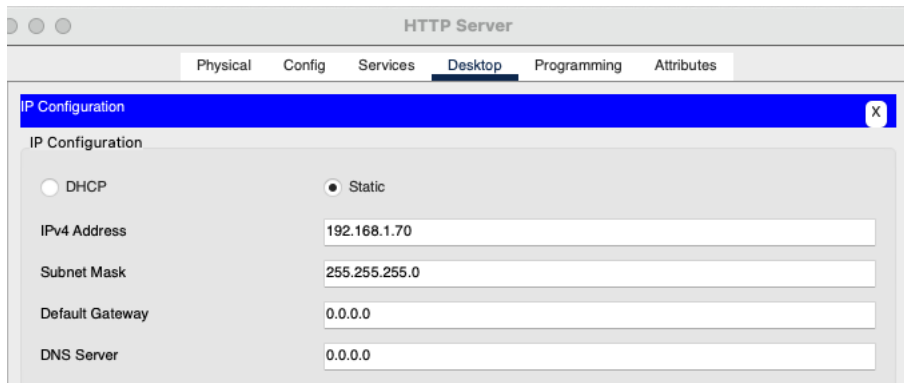 HTTP Server
Physical Config Services Desktop Programming Attributes
IP Configuration X
IP Configuration
DHCP Static
IPv4 Address 192.168.1.70
Subnet Mask 255.255.255.0
Default Gateway 0.0.0.0
DNS Server 0.0.0.0